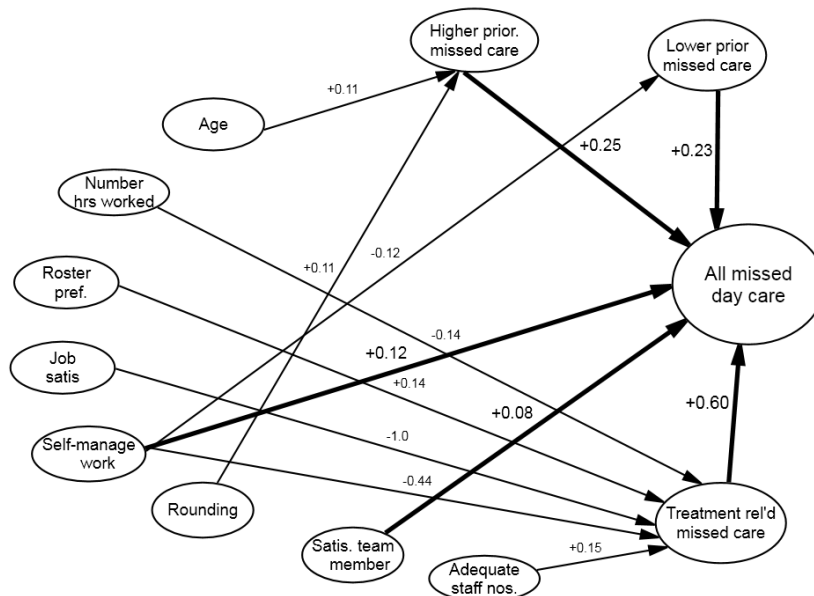 Higher prior.
missed care
Lower prior
missed care
+0.11
Age
+0.25
+0.23
Number
hrs worked
-0.12
Roster
pref.
+0.11
All missed
day care
-0.14
+0.12
Job
satis
+0.14
+0.08
+0.60
Self-manage
work
-1.0
-0.44
Rounding
Treatment rel'd
missed care
Satis. team
member
+0.15
Adequate
staff nos.